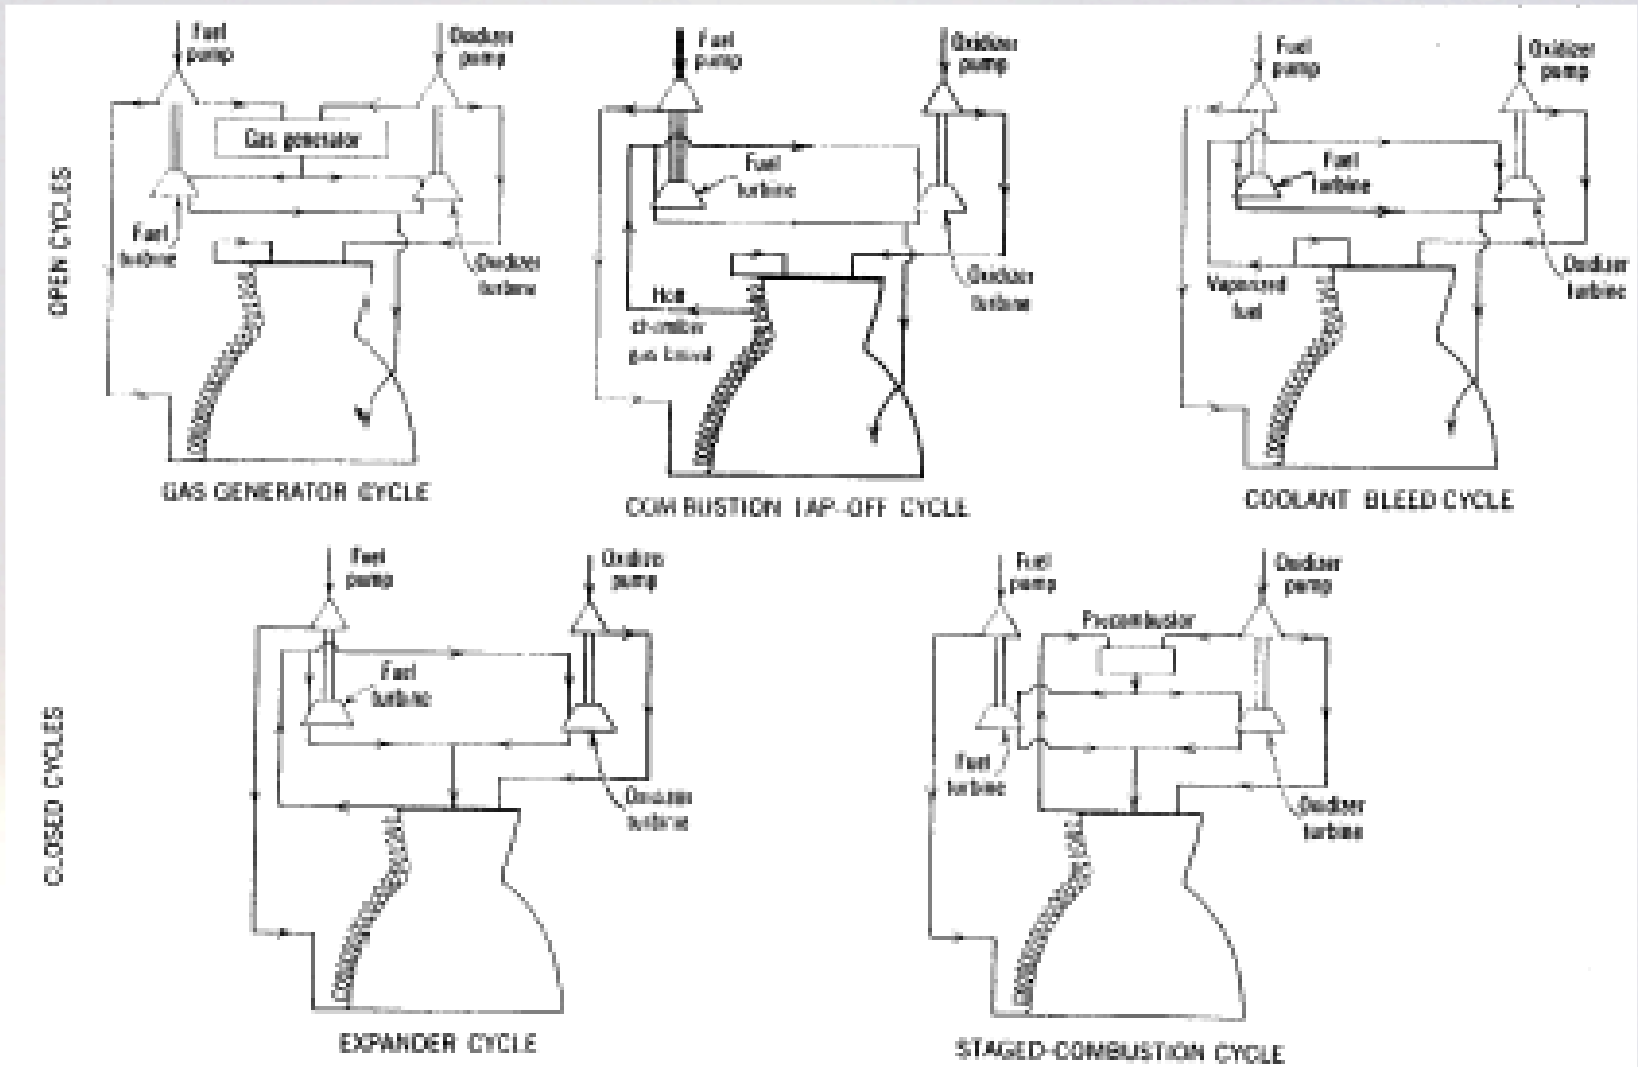 OPEN CYCLES
Fuel
pump
Oxidizer
pump
Gas generator
Fuel
turbine
Oxidizer
turbine
GAS GENERATOR CYCLE
Fuel
pump
Oxidizer
pump
Fuel
turbine
Hot
chamber
gas bleed
Oxidizer
turbine
COMBUSTION TAP-OFF CYCLE
Fuel
pump
Oxidizer
pump
Fuel
turbine
Vaporized
fuel
Oxidizer
turbine
COOLANT BLEED CYCLE
CLOSED CYCLES
Fuel
pump
Oxidizer
pump
Fuel
turbine
Oxidizer
turbine
EXPANDER CYCLE
Fuel
pump
Oxidizer
pump
Precombustor
Fuel
turbine
Oxidizer
turbine
STAGED-COMBUSTION CYCLE